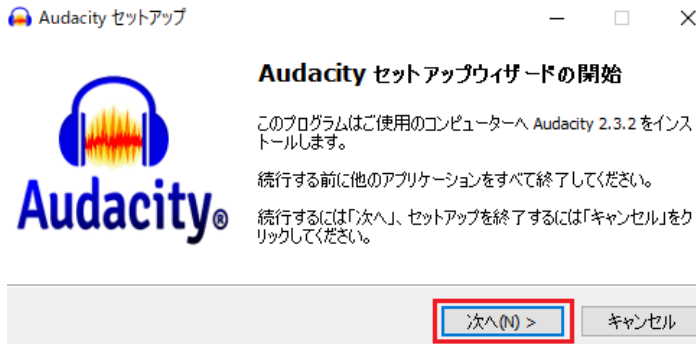 Audacity セットアップ
Audacity セットアップウィザードの開始
このプログラムはご使用のコンピューターへ Audacity 2.3.2 をインス
トールします。
続行する前に他のアプリケーションをすべて終了してください。
続行するには「次へ」、セットアップを終了するには「キャンセル」をク
リックしてください。
Audacity®
次へ(N) >
キャンセル